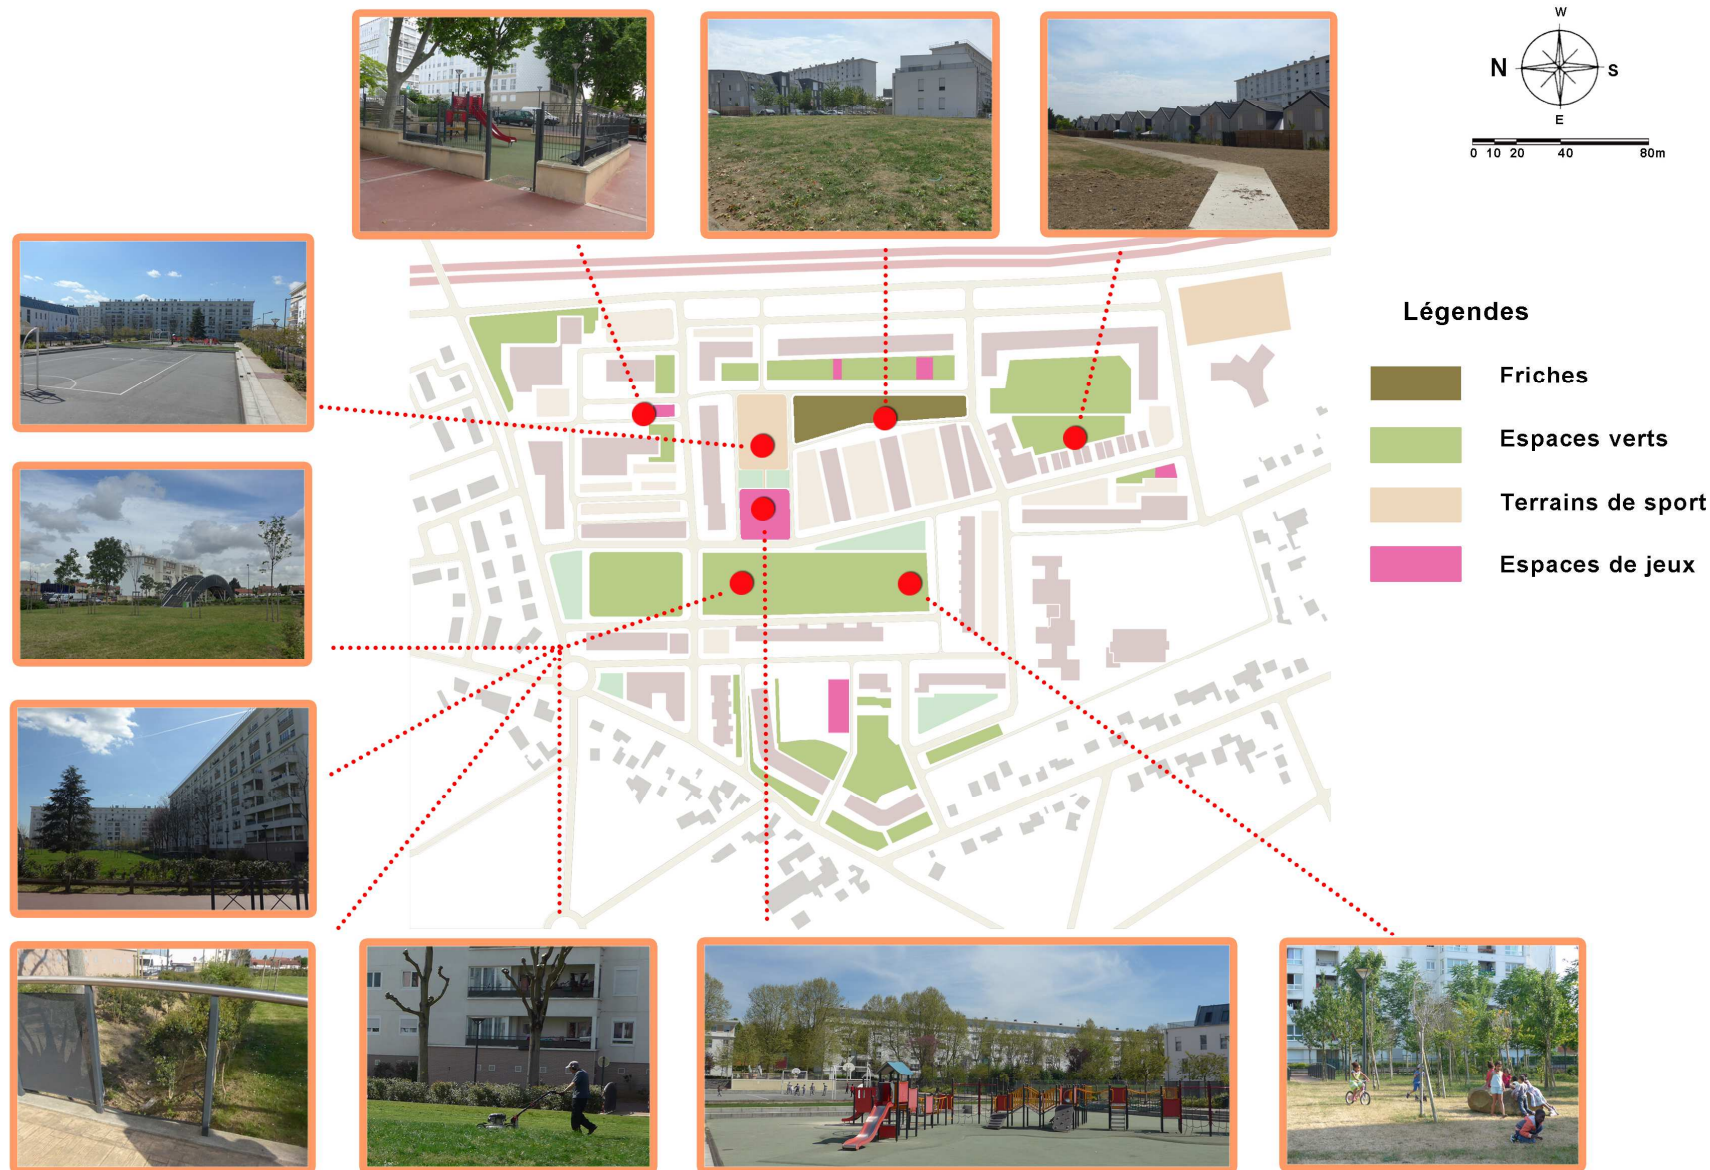 W
N S
E
0 10 20 40 80m
Légendes
Friches
Espaces verts
Terrains de sport
Espaces de jeux